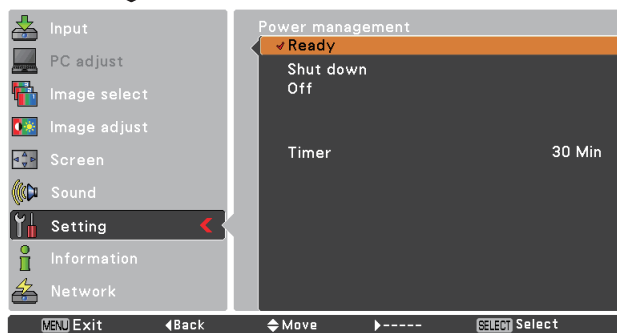 Input
PC adjust
Image select
Image adjust
Screen
Sound
Setting
Information
Network
Power management
Ready
Shut down
Off
Timer 30 Min
MENU Exit ◀Back ◆Move ▶----- SELECT Select